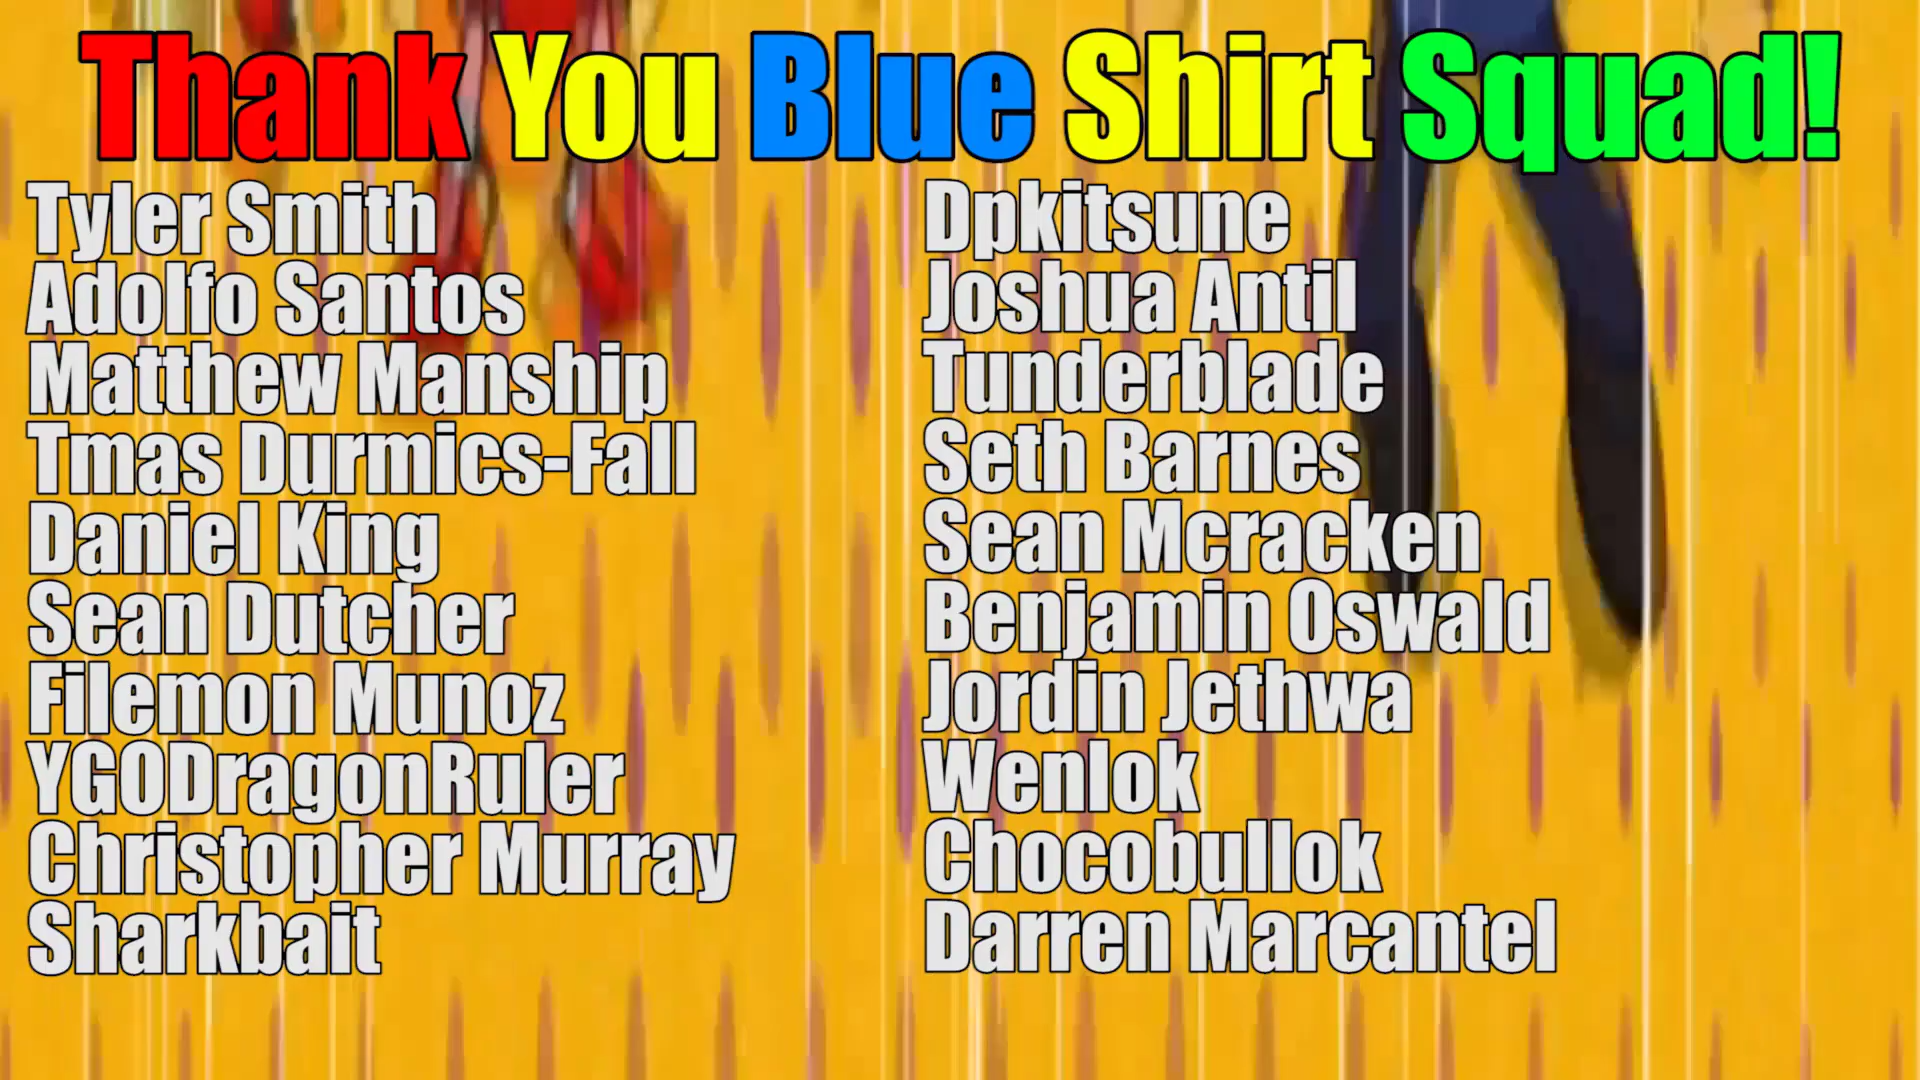 Thank You Blue Shirt Squad!
Tyler Smith
Adolfo Santos
Matthew Manship
Tmas Durmics-Fall
Daniel King
Sean Dutcher
Filemon Munoz
YGODragonRuler
Christopher Murray
Sharkbait
Dpkitsune
Joshua Antil
Tunderblade
Seth Barnes
Sean Mcracken
Benjamin Oswald
Jordin Jethwa
Wenlok
Chocobullok
Darren Marcantel